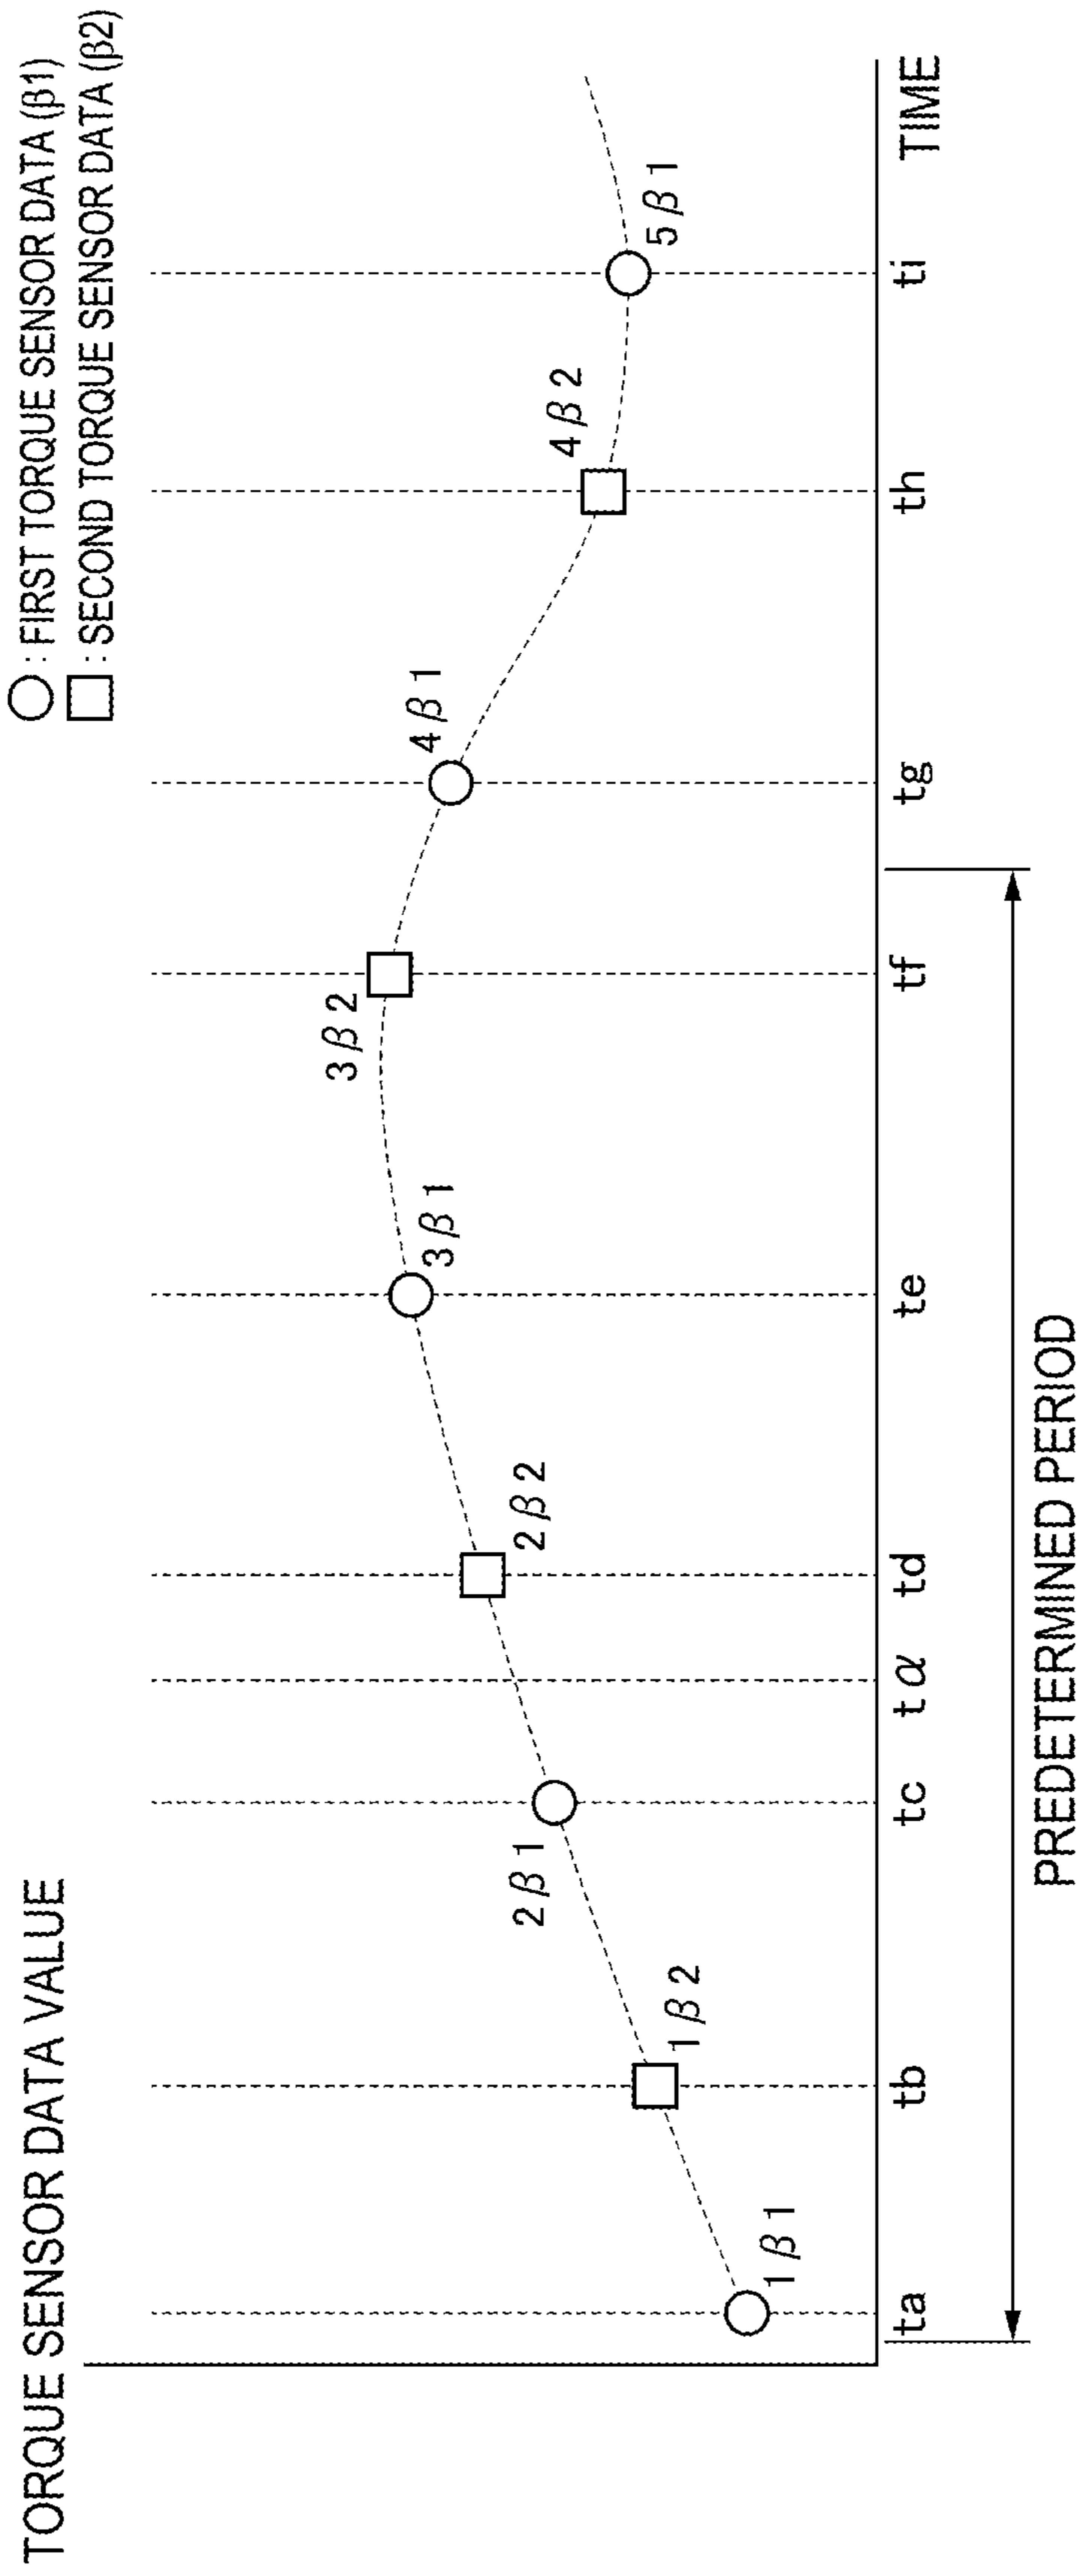 TORQUE SENSOR DATA VALUE
: FIRST TORQUE SENSOR DATA (β1)
: SECOND TORQUE SENSOR DATA (β2)
1β1
1β2
2β1
2β2
3β1
3β2
4β1
4β2
5β1
ta tb tc tα td te tf tg th ti TIME
PREDETERMINED PERIOD